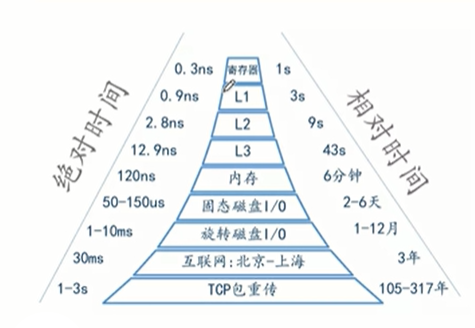 绝对时间
相对时间
0.3ns 寄存器 1s
0.9ns L1 3s
2.8ns L2 9s
12.9ns L3 43s
120ns 内存 6分钟
50-150us 固态磁盘I/O 2-6天
1-10ms 旋转磁盘I/O 1-12月
30ms 互联网:北京-上海 3年
1-3s TCP包重传 105-317年